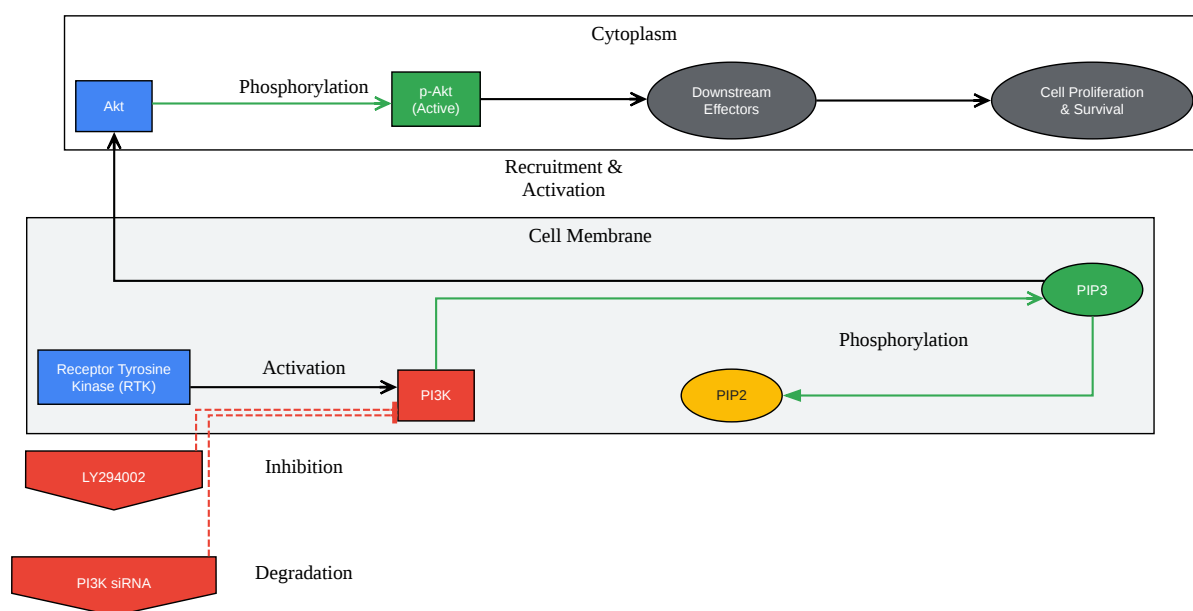 Cytoplasm
Akt
Phosphorylation
p-Akt
(Active)
Downstream
Effectors
Cell Proliferation
& Survival
Recruitment &
Activation
Cell Membrane
PIP3
Phosphorylation
Receptor Tyrosine
Kinase (RTK)
Activation
PI3K
PIP2
LY294002
Inhibition
PI3K siRNA
Degradation